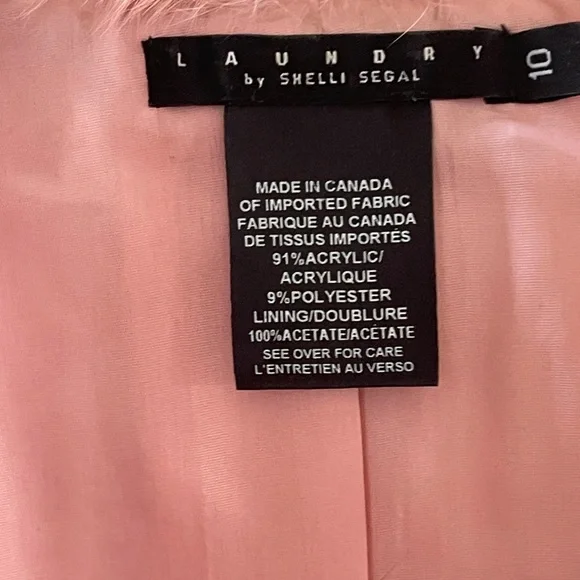 LAUNDRY
by SHELLI SEGAL
10
MADE IN CANADA
OF IMPORTED FABRIC
FABRIQUE AU CANADA
DE TISSUS IMPORTÉS
91%ACRYLIC/
ACRYLIQUE
9%POLYESTER
LINING/DOUBLURE
100%ACETATE/ACÉTATE
SEE OVER FOR CARE
L'ENTRETIEN AU VERSO